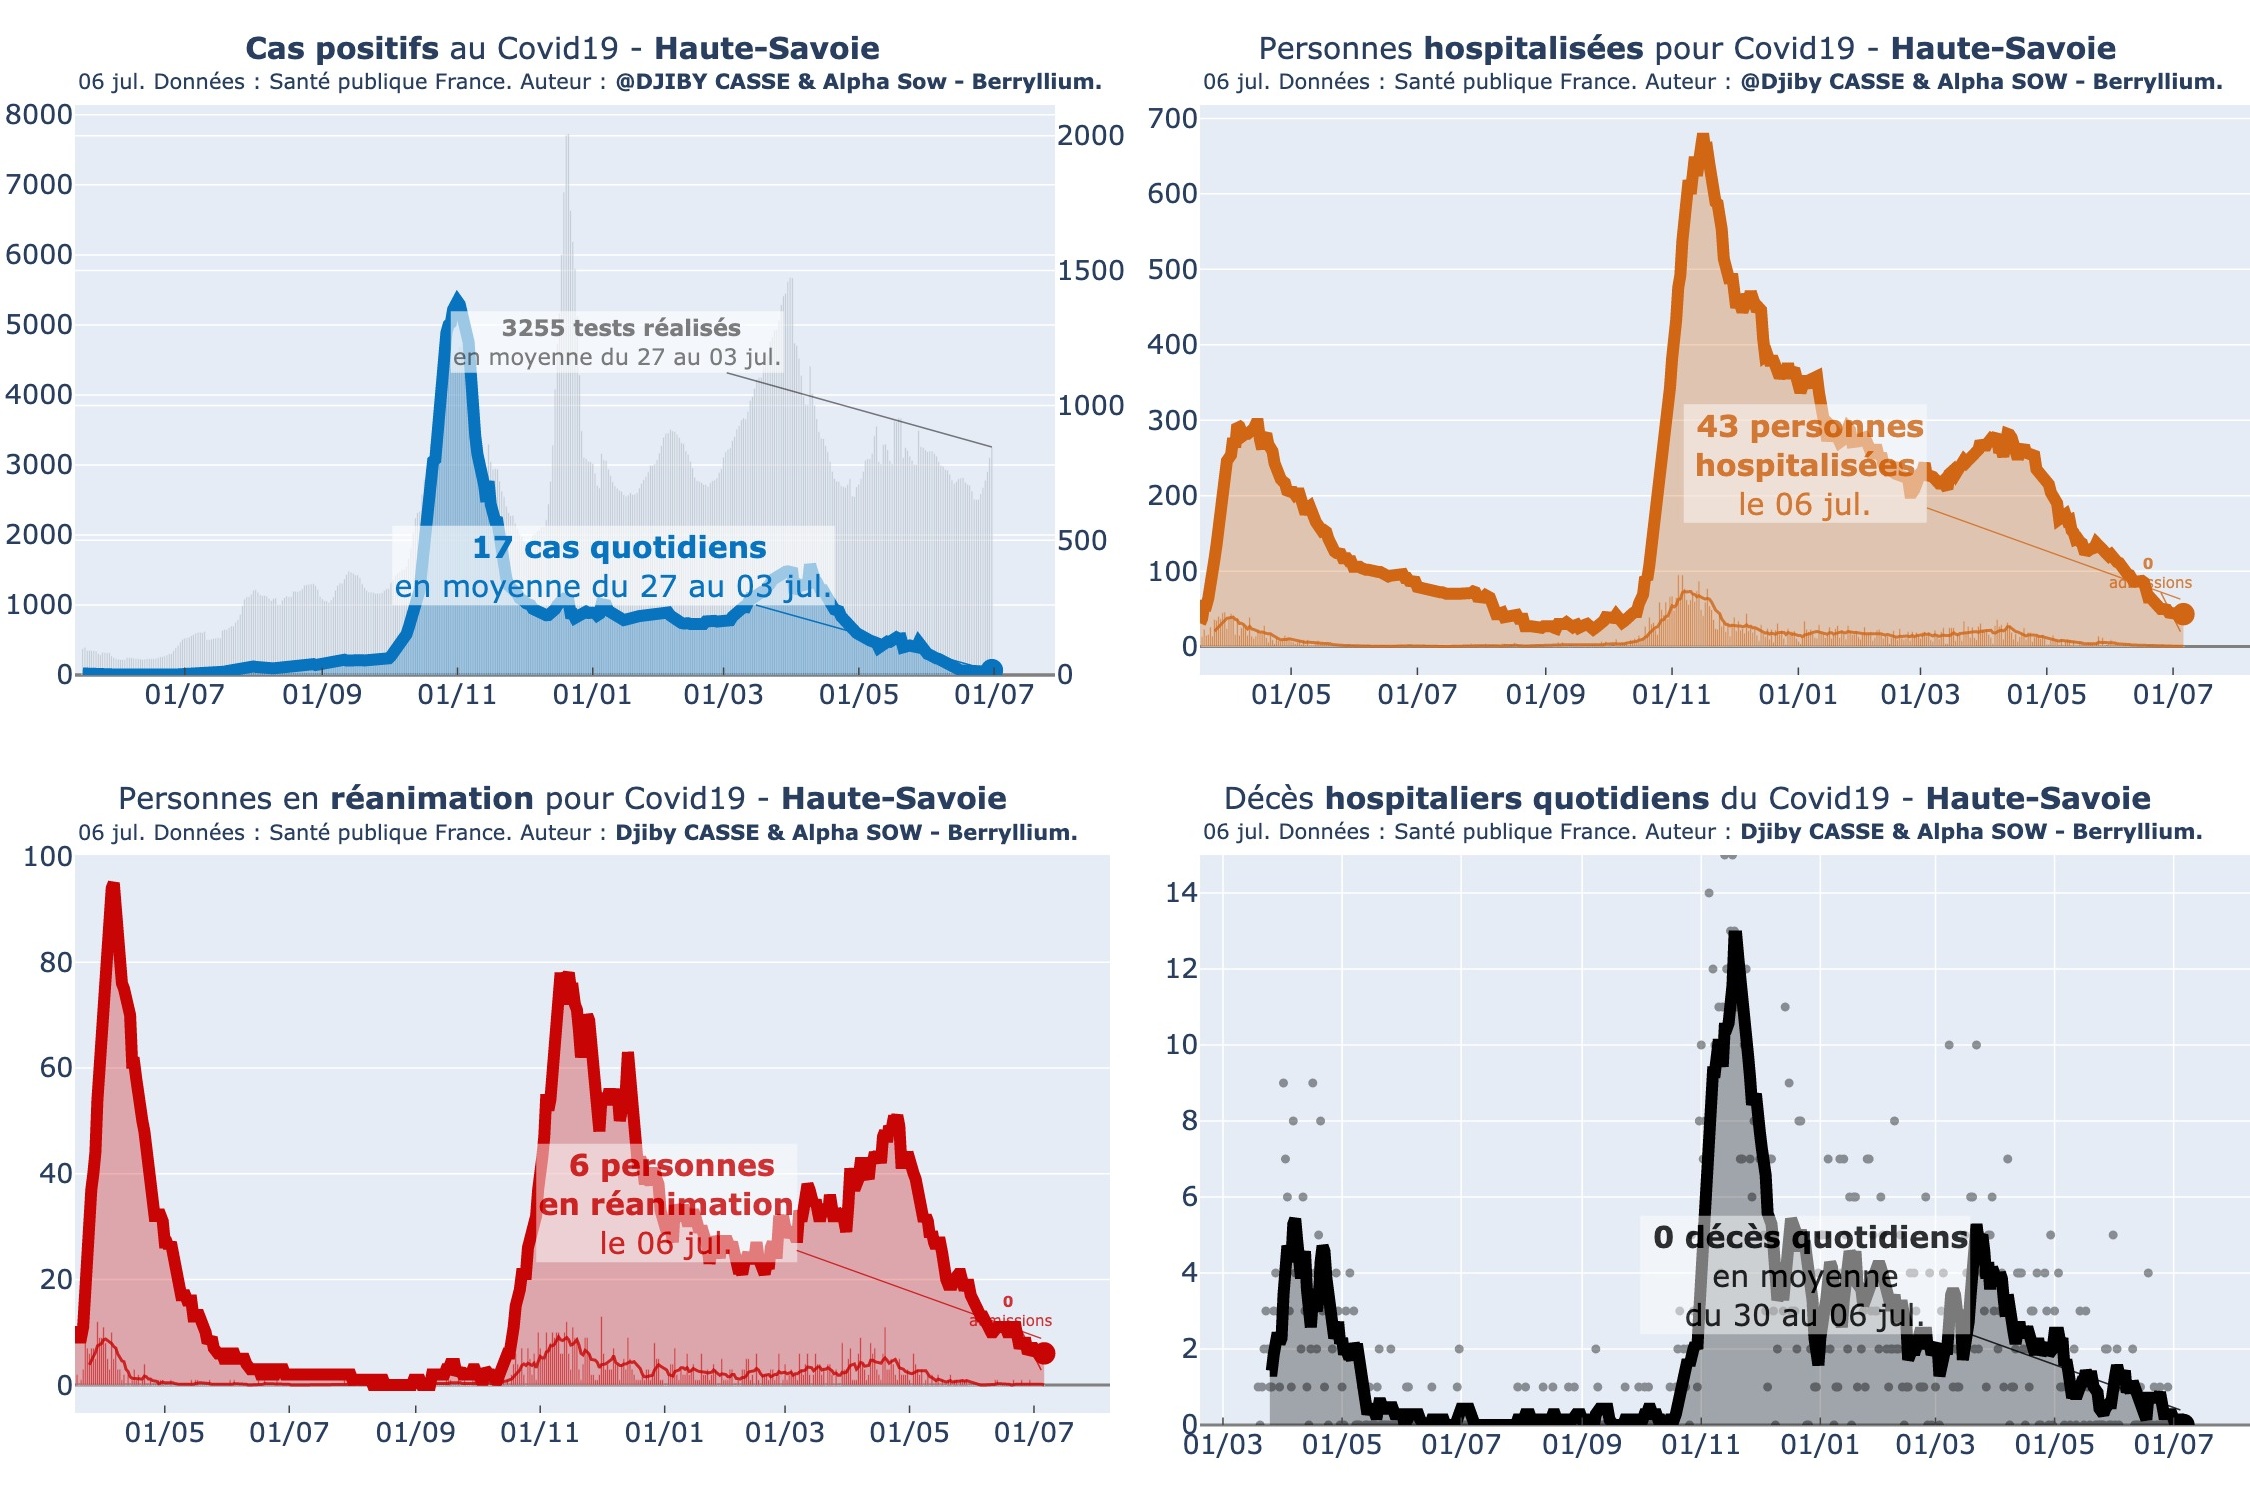 Cas positifs au Covid19 - Haute-Savoie
06 jul. Données : Santé publique France. Auteur : @DJIBY CASSE & Alpha Sow - Berryllium.
8000
7000
6000
5000
4000
3000
2000
1000
0
2000
1500
1000
500
0
3255 tests réalisés
en moyenne du 27 au 03 jul.
17 cas quotidiens
en moyenne du 27 au 03 jul.
01/07 01/09 01/11 01/01 01/03 01/05 01/07
Personnes hospitalisées pour Covid19 - Haute-Savoie
06 jul. Données : Santé publique France. Auteur : @Djiby CASSE & Alpha SOW - Berryllium.
700
600
500
400
300
200
100
0
43 personnes
hospitalisées
le 06 jul.
0
admissions
01/05 01/07 01/09 01/11 01/01 01/03 01/05 01/07
Personnes en réanimation pour Covid19 - Haute-Savoie
06 jul. Données : Santé publique France. Auteur : Djiby CASSE & Alpha SOW - Berryllium.
100
80
60
40
20
0
6 personnes
en réanimation
le 06 jul.
0
admissions
01/05 01/07 01/09 01/11 01/01 01/03 01/05 01/07
Décès hospitaliers quotidiens du Covid19 - Haute-Savoie
06 jul. Données : Santé publique France. Auteur : Djiby CASSE & Alpha SOW - Berryllium.
14
12
10
8
6
4
2
0
0 décès quotidiens
en moyenne
du 30 au 06 jul.
01/03 01/05 01/07 01/09 01/11 01/01 01/03 01/05 01/07